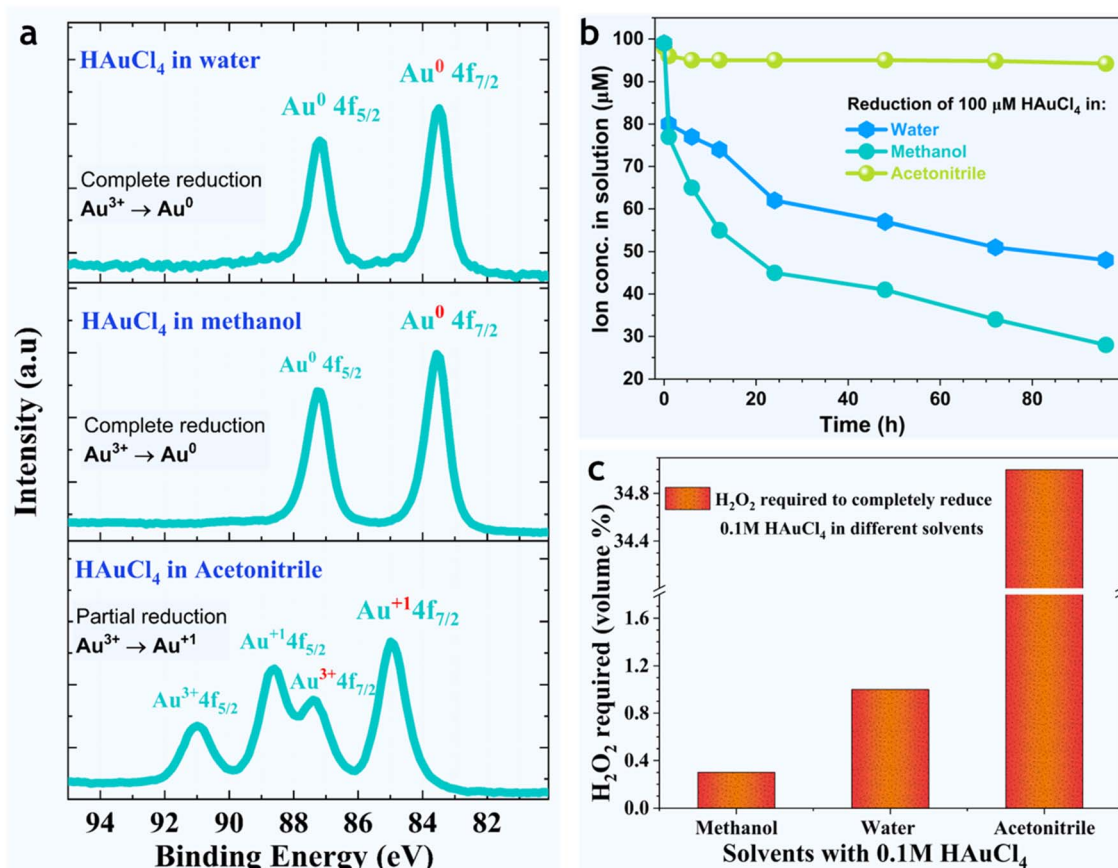 a
HAuCl₄ in water
Au⁰ 4f₇/₂
Au⁰ 4f₅/₂
Complete reduction
Au³⁺ → Au⁰
HAuCl₄ in methanol
Au⁰ 4f₇/₂
Au⁰ 4f₅/₂
Complete reduction
Au³⁺ → Au⁰
HAuCl₄ in Acetonitrile
Partial reduction
Au³⁺ → Au⁺¹
Au⁺¹4f₇/₂
Au⁺¹4f₅/₂
Au³⁺4f₇/₂
Au³⁺4f₅/₂
Intensity (a.u)
94 92 90 88 86 84 82
Binding Energy (eV)
b
100
90
80
70
60
50
40
30
20
Ion conc. in solution (μM)
Reduction of 100 μM HAuCl₄ in:
Water
Methanol
Acetonitrile
0 20 40 60 80
Time (h)
c
34.8
34.4
1.6
1.2
0.8
0.4
0.0
H₂O₂ required (volume %)
H₂O₂ required to completely reduce
0.1M HAuCl₄ in different solvents
Methanol Water Acetonitrile
Solvents with 0.1M HAuCl₄